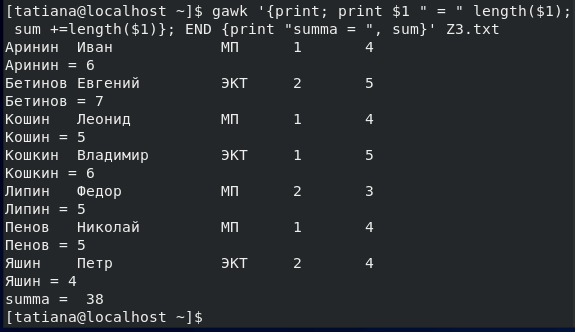 [tatiana@localhost ~]$ gawk '{print; print $1 " = " length($1);
sum +=length($1)}; END {print "summa = ", sum}' Z3.txt
Аринин  Иван            МП      1       4
Аринин = 6
Бетинов Евгений         ЭКТ     2       5
Бетинов = 7
Кошин   Леонид          МП      1       4
Кошин = 5
Кошкин  Владимир        ЭКТ     1       5
Кошкин = 6
Липин   Федор           МП      2       3
Липин = 5
Пенов   Николай         МП      1       4
Пенов = 5
Яшин    Петр            ЭКТ     2       4
Яшин = 4
summa =  38
[tatiana@localhost ~]$